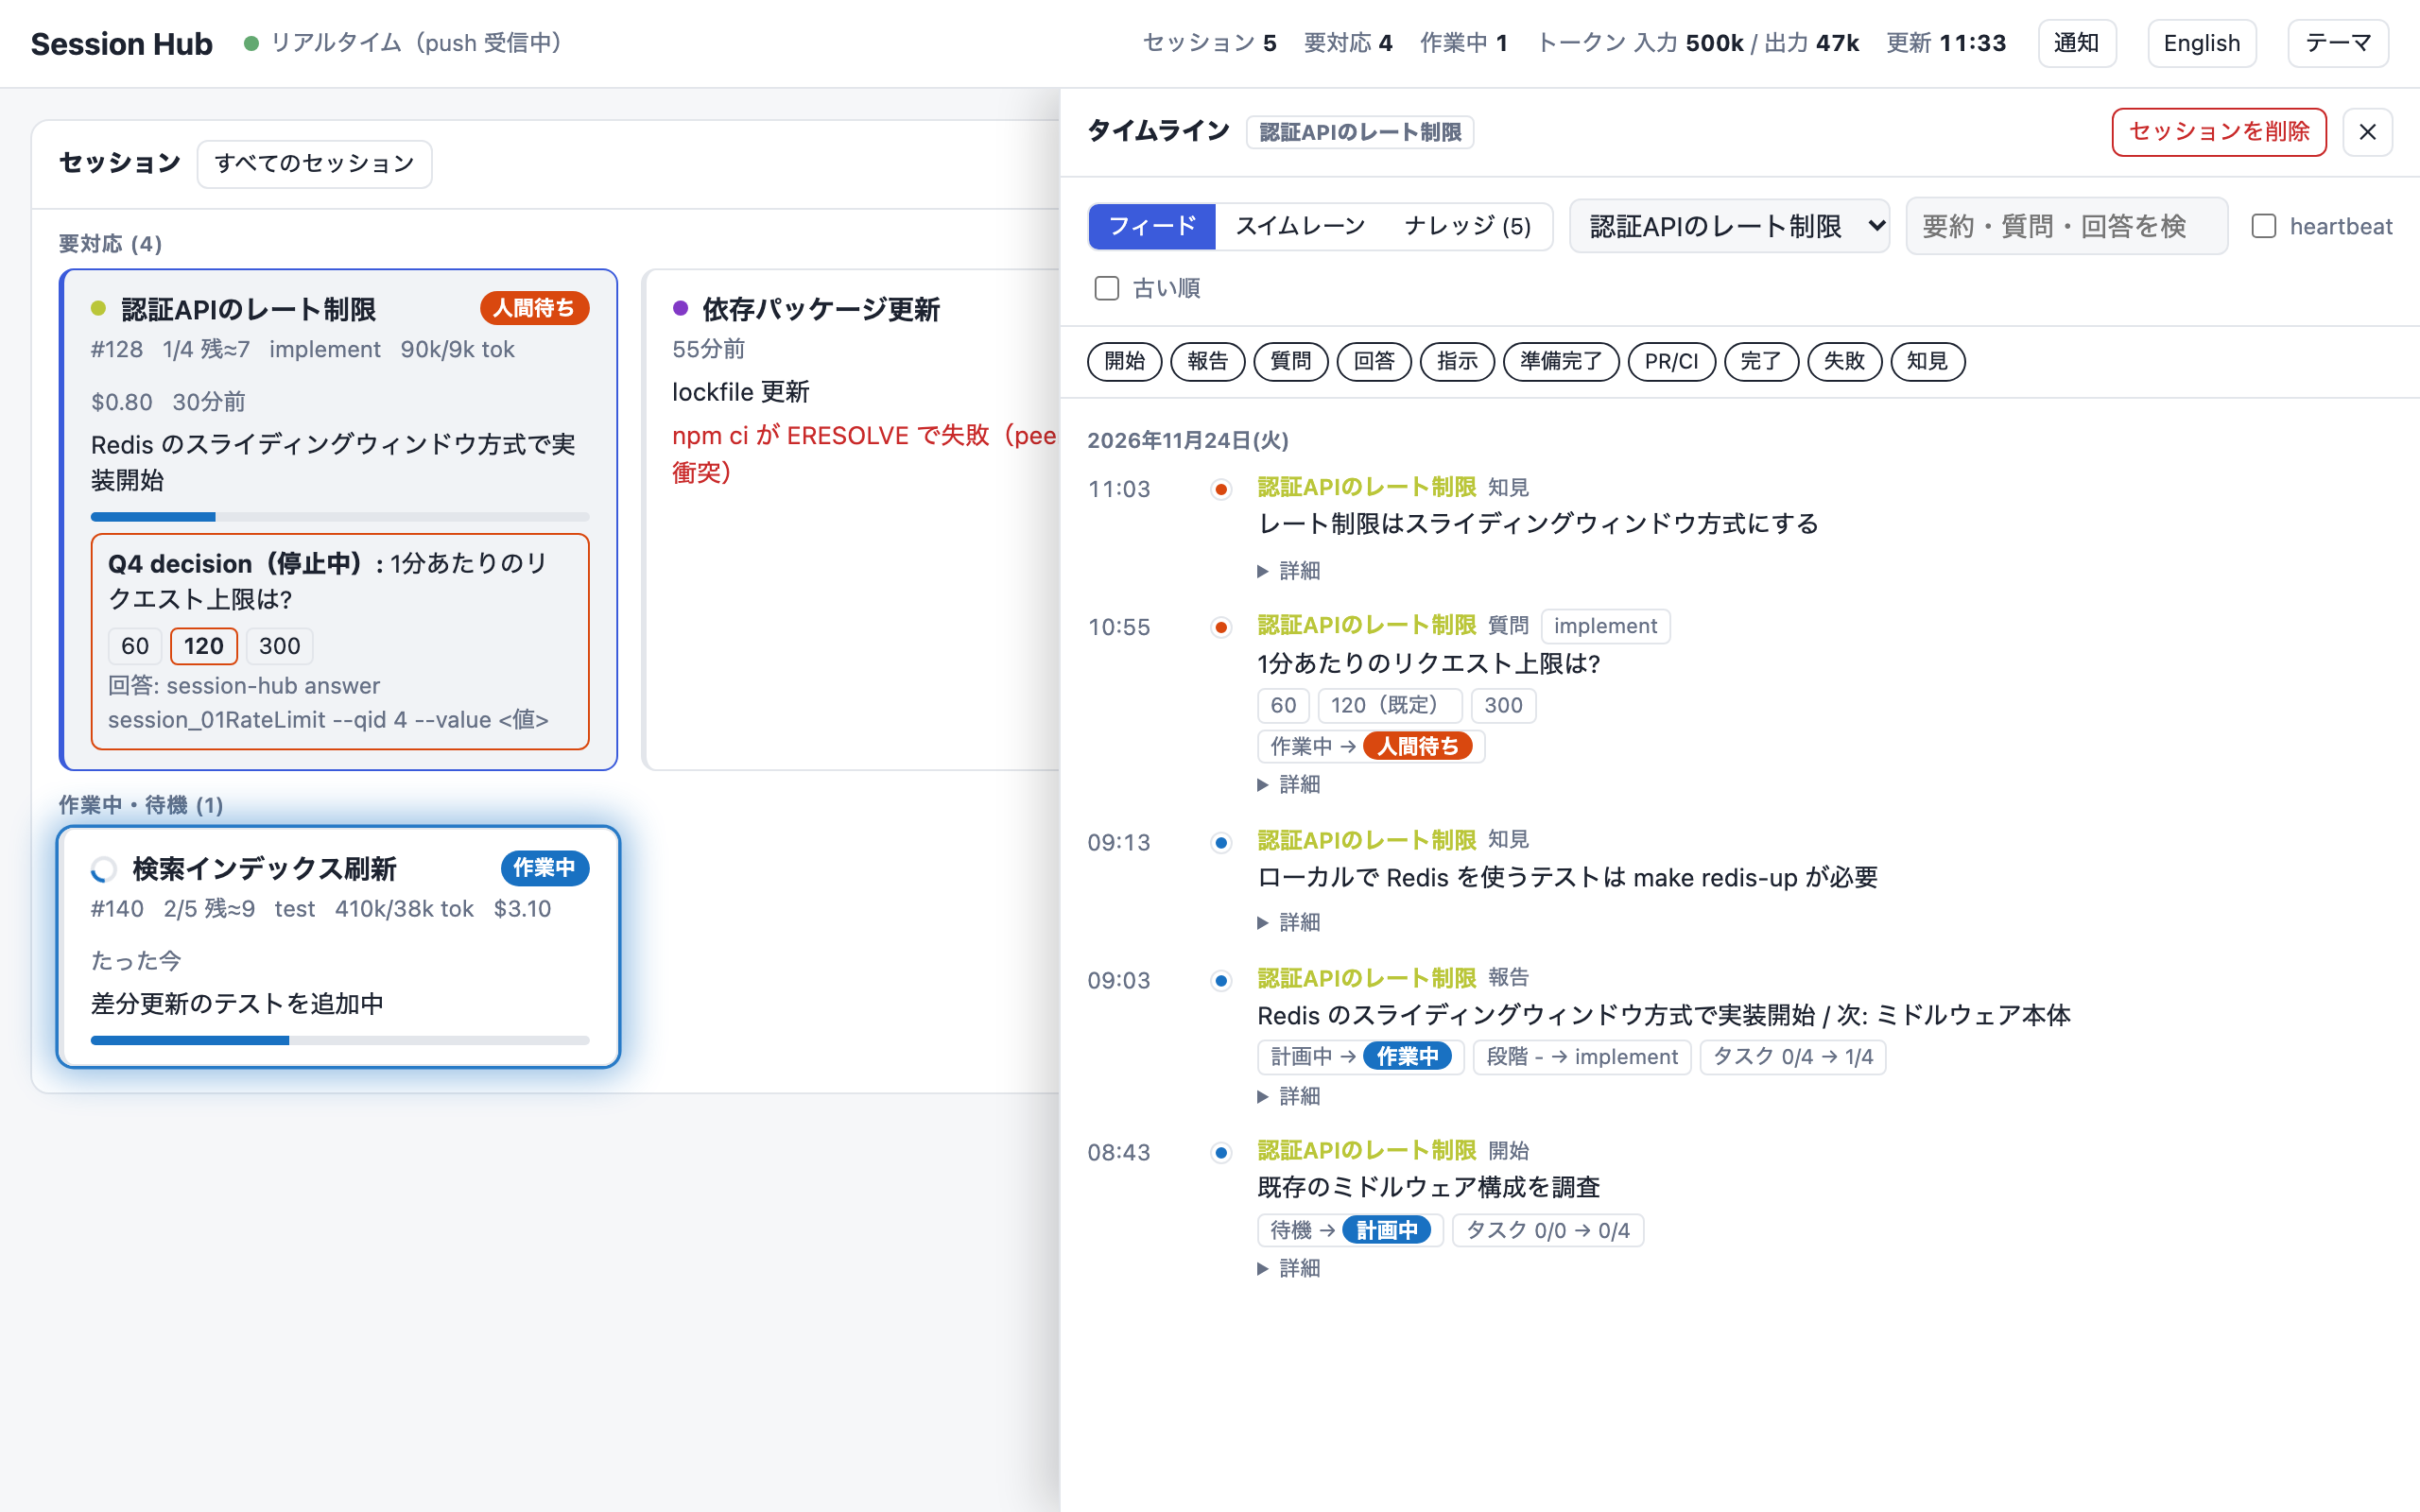 Session Hub
リアルタイム（push 受信中）
セッション 5 要対応 4 作業中 1 トークン 入力 500k / 出力 47k 更新 11:33
通知
English
テーマ
セッション
すべてのセッション
要対応 (4)
認証APIのレート制限
人間待ち
#128 1/4 残≈7 implement 90k/9k tok
$0.80 30分前
Redis のスライディングウィンドウ方式で実
装開始
Q4 decision（停止中）: 1分あたりのリ
クエスト上限は?
60 120 300
回答: session-hub answer
session_01RateLimit --qid 4 --value <値>
依存パッケージ更新
55分前
lockfile 更新
npm ci が ERESOLVE で失敗（pee
衝突）
作業中・待機 (1)
検索インデックス刷新
作業中
#140 2/5 残≈9 test 410k/38k tok $3.10
たった今
差分更新のテストを追加中
タイムライン
認証APIのレート制限
セッションを削除
×
フィード スイムレーン ナレッジ (5)
認証APIのレート制限
要約・質問・回答を検
heartbeat
古い順
開始 報告 質問 回答 指示 準備完了 PR/CI 完了 失敗 知見
2026年11月24日(火)
11:03 認証APIのレート制限 知見
レート制限はスライディングウィンドウ方式にする
▶ 詳細
10:55 認証APIのレート制限 質問 implement
1分あたりのリクエスト上限は?
60 120（既定） 300
作業中 → 人間待ち
▶ 詳細
09:13 認証APIのレート制限 知見
ローカルで Redis を使うテストは make redis-up が必要
▶ 詳細
09:03 認証APIのレート制限 報告
Redis のスライディングウィンドウ方式で実装開始 / 次: ミドルウェア本体
計画中 → 作業中 段階 - → implement タスク 0/4 → 1/4
▶ 詳細
08:43 認証APIのレート制限 開始
既存のミドルウェア構成を調査
待機 → 計画中 タスク 0/0 → 0/4
▶ 詳細